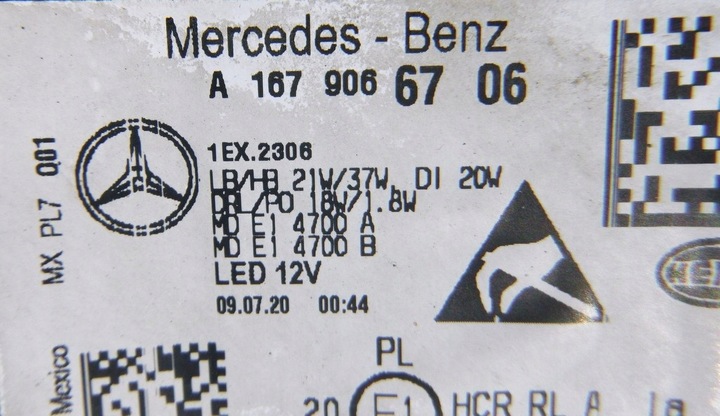 Mercedes - Benz
A 167 906 67 06
MX PL7 Q01
1EX.2306
LB/HB 21W/37W, DI 20W
DRL/PO 18W/1.8W
MD E1 4700 A
MD E1 4700 B
LED 12V
09.07.20 00:44
Mexico
PL
20 E1 HCR RL A